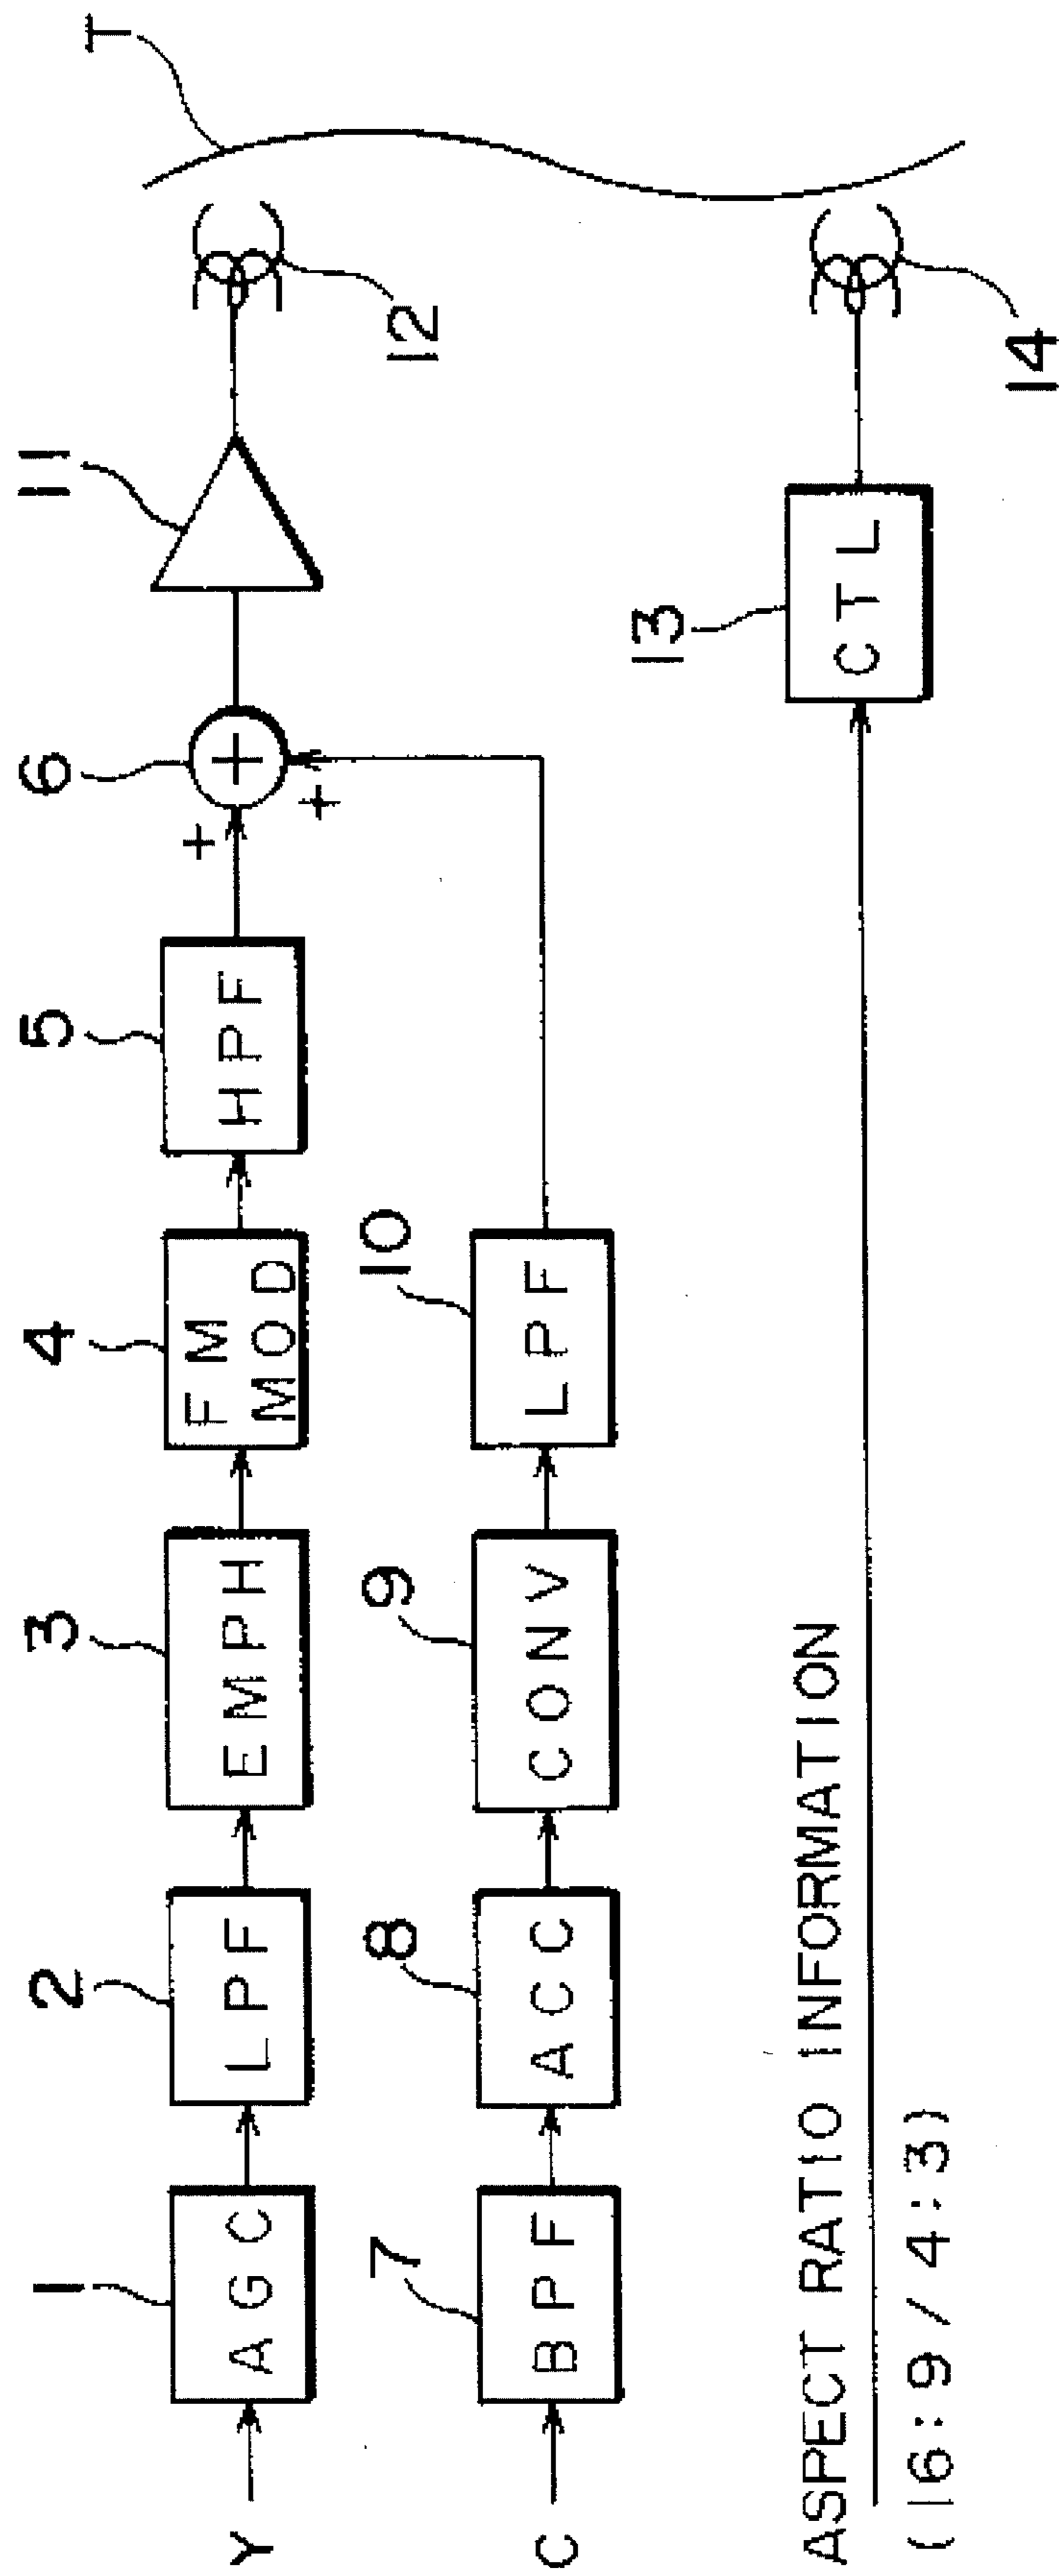 1 2 3 4 5 6 11 T
Y AGC LPF EMPH FM MOD HPF + +
+
12
7 8 9 10
C BPF ACC CONV LPF
13
ASPECT RATIO INFORMATION
(16:9/4:3)
CTL
14